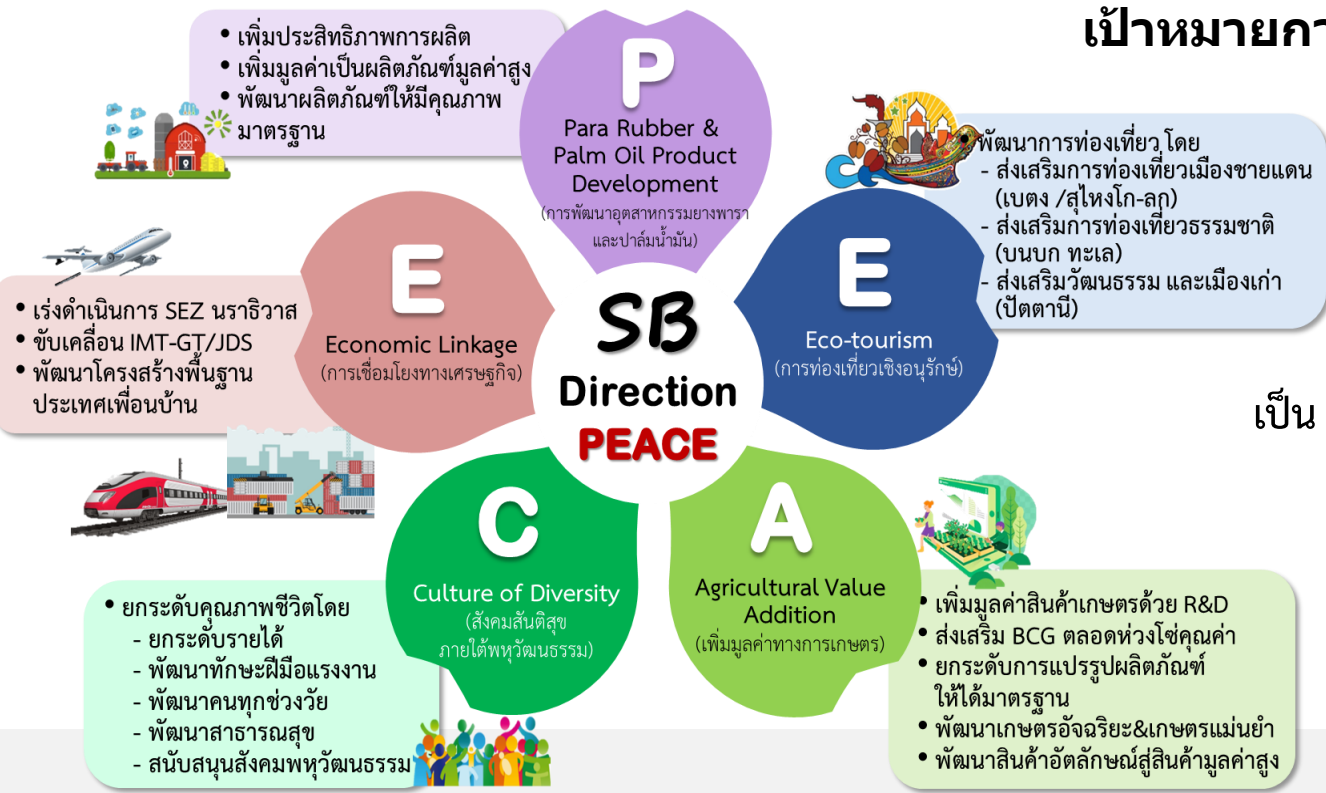 เป้าหมายกา
• เพิ่มประสิทธิภาพการผลิต
• เพิ่มมูลค่าเป็นผลิตภัณฑ์มูลค่าสูง
• พัฒนาผลิตภัณฑ์ให้มีคุณภาพ
มาตรฐาน
P
Para Rubber &
Palm Oil Product
Development
(การพัฒนาอุตสาหกรรมยางพารา
และปาล์มน้ำมัน)
• พัฒนาการท่องเที่ยว โดย
- ส่งเสริมการท่องเที่ยวเมืองชายแดน
(เบตง /สุไหงโก-ลก)
- ส่งเสริมการท่องเที่ยวธรรมชาติ
(บนบก ทะเล)
- ส่งเสริมวัฒนธรรม และเมืองเก่า
(ปัตตานี)
E
Eco-tourism
(การท่องเที่ยวเชิงอนุรักษ์)
E
Economic Linkage
(การเชื่อมโยงทางเศรษฐกิจ)
• เร่งดำเนินการ SEZ นราธิวาส
• ขับเคลื่อน IMT-GT/JDS
• พัฒนาโครงสร้างพื้นฐาน
ประเทศเพื่อนบ้าน
SB
Direction
PEACE
เป็น
C
Culture of Diversity
(สังคมสันติสุข
ภายใต้พหุวัฒนธรรม)
• ยกระดับคุณภาพชีวิตโดย
- ยกระดับรายได้
- พัฒนาทักษะฝีมือแรงงาน
- พัฒนาคนทุกช่วงวัย
- พัฒนาสาธารณสุข
- สนับสนุนสังคมพหุวัฒนธรรม
A
Agricultural Value
Addition
(เพิ่มมูลค่าทางการเกษตร)
• เพิ่มมูลค่าสินค้าเกษตรด้วย R&D
• ส่งเสริม BCG ตลอดห่วงโซ่คุณค่า
• ยกระดับการแปรรูปผลิตภัณฑ์
ให้ได้มาตรฐาน
• พัฒนาเกษตรอัจฉริยะ&เกษตรแม่นยำ
• พัฒนาสินค้าอัตลักษณ์สู่สินค้ามูลค่าสูง